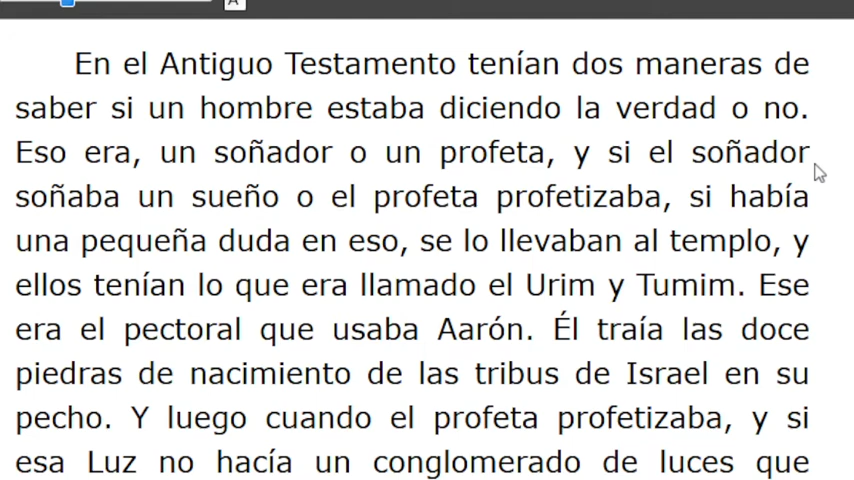 A
En el Antiguo Testamento tenían dos maneras de
saber si un hombre estaba diciendo la verdad o no.
Eso era, un soñador o un profeta, y si el soñador
soñaba un sueño o el profeta profetizaba, si había
una pequeña duda en eso, se lo llevaban al templo, y
ellos tenían lo que era llamado el Urim y Tumim. Ese
era el pectoral que usaba Aarón. Él traía las doce
piedras de nacimiento de las tribus de Israel en su
pecho. Y luego cuando el profeta profetizaba, y si
esa Luz no hacía un conglomerado de luces que